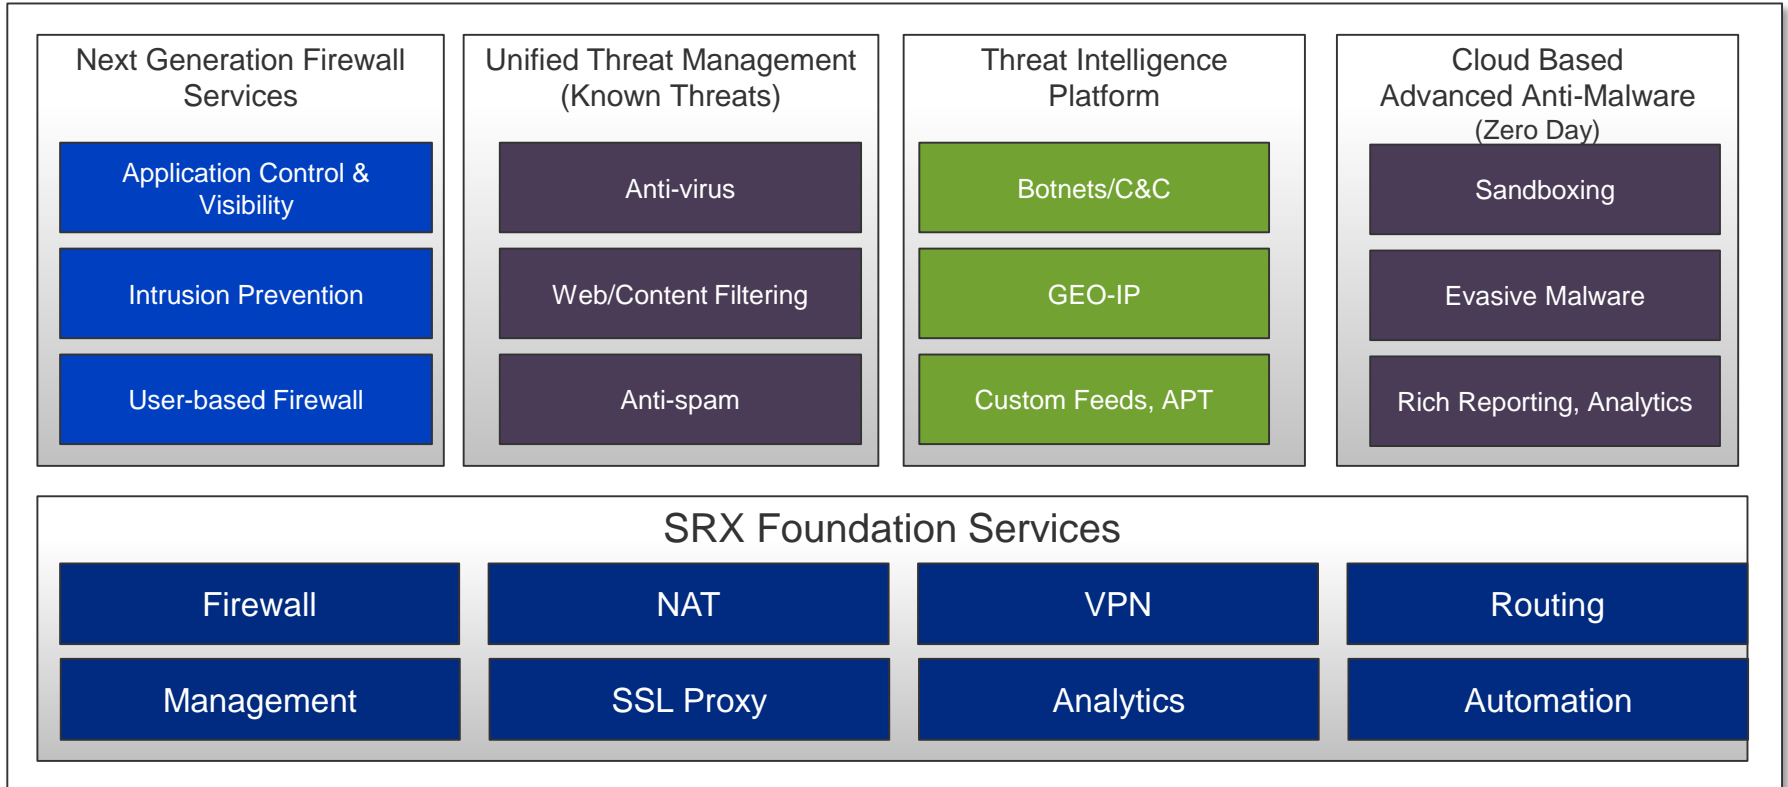 Next Generation Firewall
Services
Application Control &
Visibility
Intrusion Prevention
User-based Firewall
Unified Threat Management
(Known Threats)
Anti-virus
Web/Content Filtering
Anti-spam
Threat Intelligence
Platform
Botnets/C&C
GEO-IP
Custom Feeds, APT
Cloud Based
Advanced Anti-Malware
(Zero Day)
Sandboxing
Evasive Malware
Rich Reporting, Analytics
SRX Foundation Services
Firewall
NAT
VPN
Routing
Management
SSL Proxy
Analytics
Automation